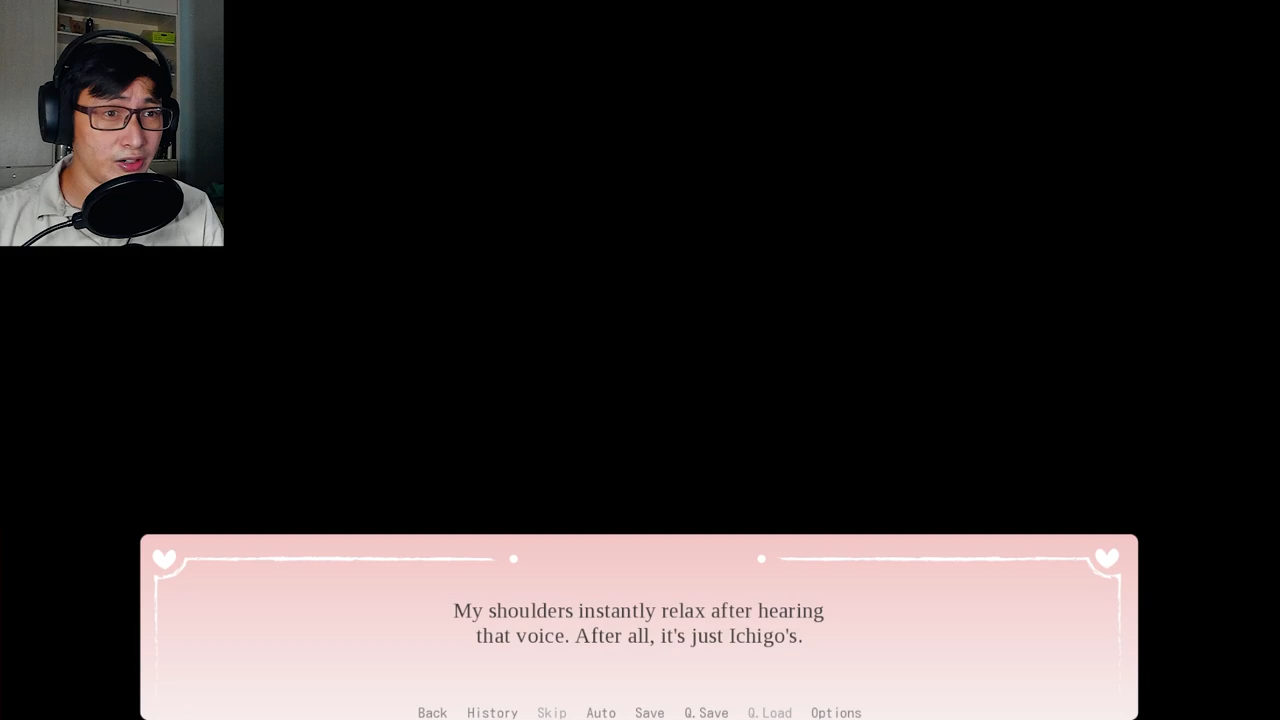 My shoulders instantly relax after hearing
that voice. After all, it's just Ichigo's.
Back History Skip Auto Save Q.Save Q.Load Options